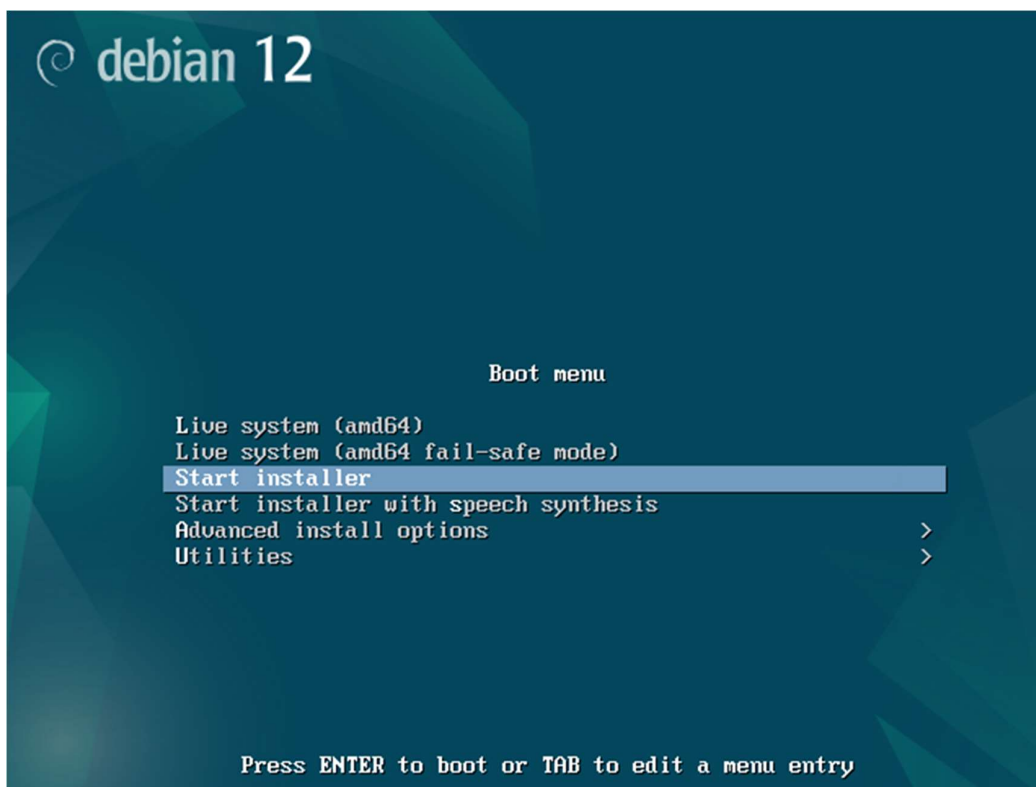 debian 12
Boot menu
Live system (amd64)
Live system (amd64 fail-safe mode)
Start installer
Start installer with speech synthesis
Advanced install options >
Utilities >
Press ENTER to boot or TAB to edit a menu entry